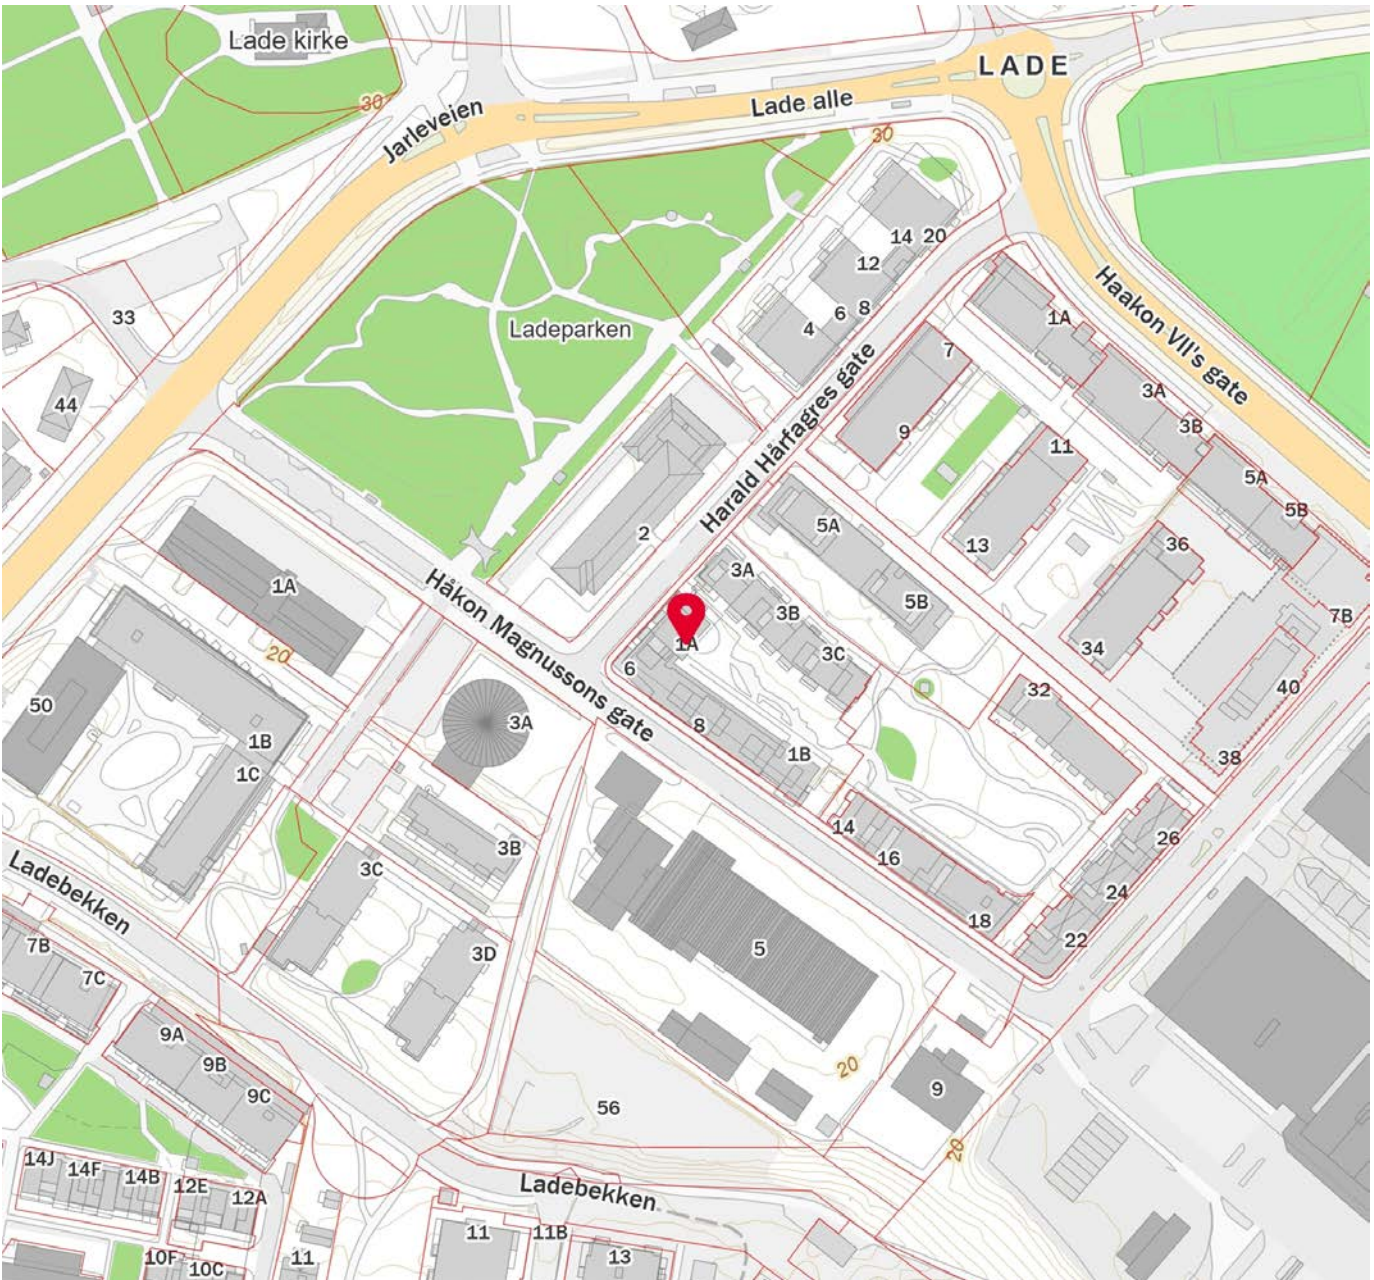 Lade kirke
LADE
30
Jarleveien
Lade alle
30
14
20
12
33
6
8
4
Ladeparken
Haakon VII's gate
1A
7
44
3A
3B
9
11
Harald Hårfagres gate
5A
5B
2
5A
13
36
1A
Håkon Magnussons gate
3A
3B
5B
7B
20
1A
6
3C
34
32
40
50
3A
8
1B
1B
38
1C
14
26
3B
16
3C
24
Ladebekken
18
22
7B
3D
5
7C
9A
9B
20
9C
9
56
20
14J
14F
14B
12E
12A
Ladebekken
11
11B
10F
11
13
10C